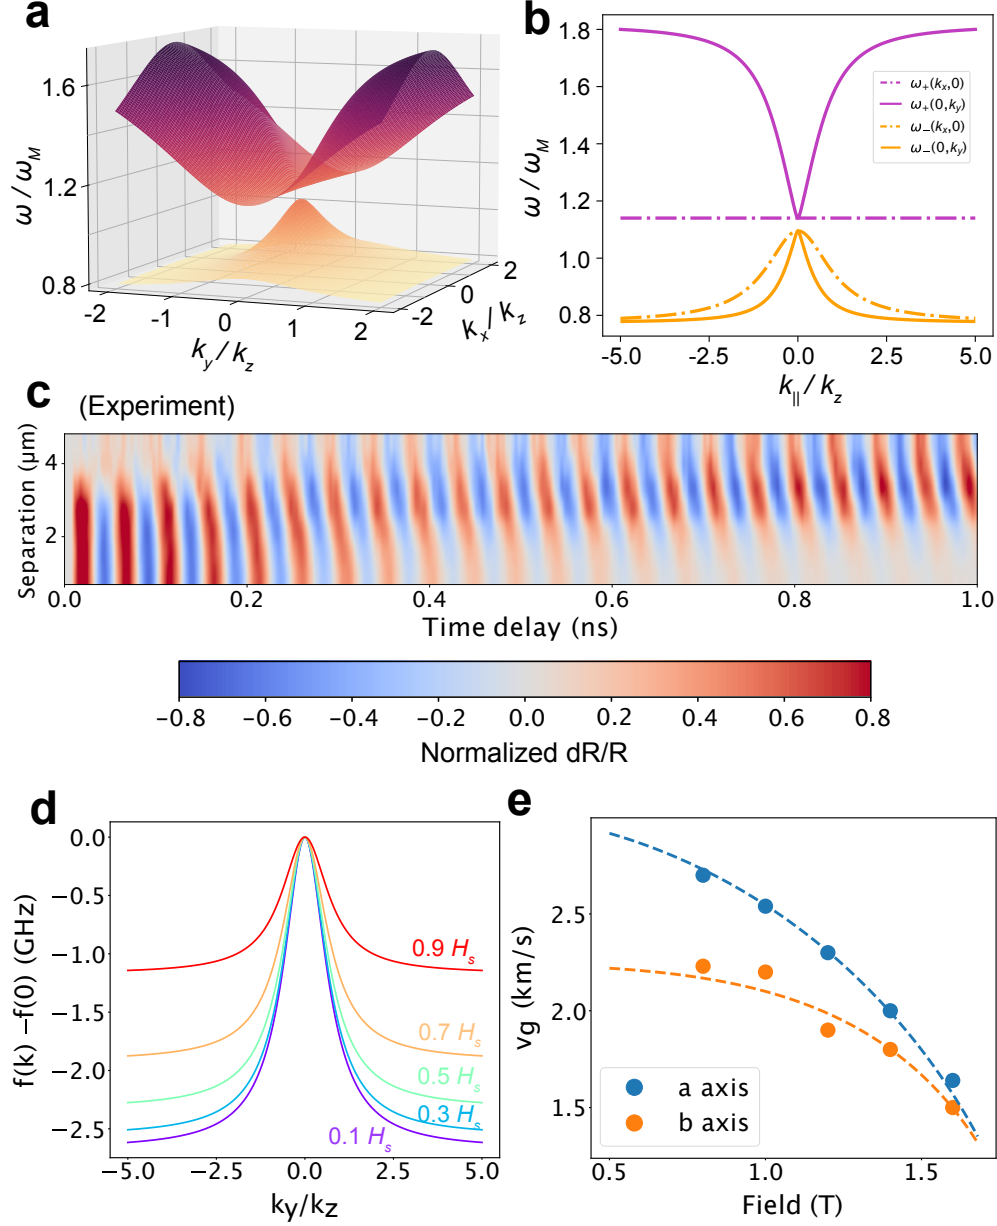 a
ω / ω_M
1.6
1.2
0.8
-2
-1
0
1
2
k_y / k_z
-2
0
2
k_x / k_z
b
ω / ω_M
1.8
1.6
1.4
1.2
1.0
0.8
ω₊(k_x,0)
ω₊(0,k_y)
ω₋(k_x,0)
ω₋(0,k_y)
-5.0 -2.5 0.0 2.5 5.0
k_|| / k_z
c (Experiment)
Separation (μm)
4
2
0.0 0.2 0.4 0.6 0.8 1.0
Time delay (ns)
−0.8 −0.6 −0.4 −0.2 0.0 0.2 0.4 0.6 0.8
Normalized dR/R
d
f(k) −f(0) (GHz)
0.0
−0.5
−1.0
−1.5
−2.0
−2.5
0.9 H_s
0.7 H_s
0.5 H_s
0.3 H_s
0.1 H_s
−5.0 −2.5 0.0 2.5 5.0
k_y/k_z
e
v_g (km/s)
2.5
2.0
1.5
a axis
b axis
0.5 1.0 1.5
Field (T)